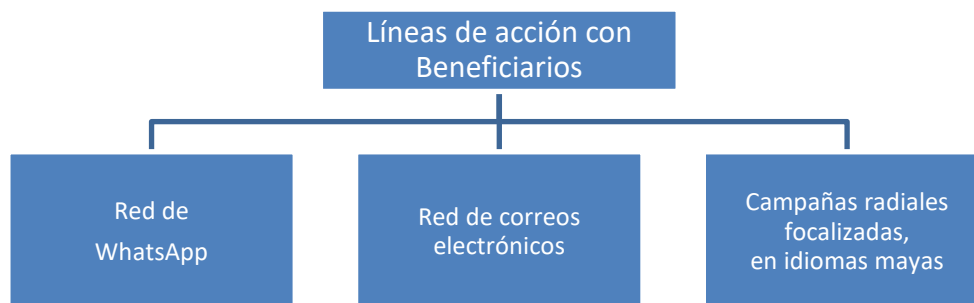 Líneas de acción con
Beneficiarios
Red de
WhatsApp
Red de correos
electrónicos
Campañas radiales
focalizadas,
en idiomas mayas